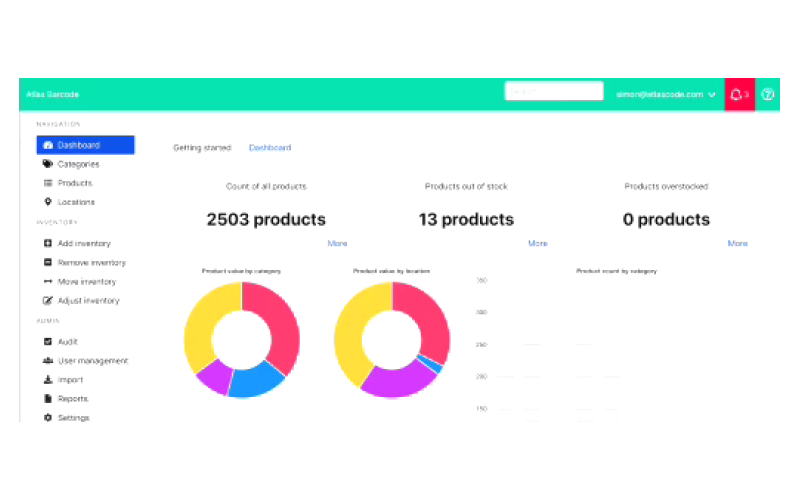 Atlas Barcode
simon@atlascode.com 3
NAVIGATION
Dashboard
Categories
Products
Locations
INVENTORY
Add inventory
Remove inventory
Move inventory
Adjust inventory
ADMIN
Audit
User management
Import
Reports
Settings
Getting started Dashboard
Count of all products
2503 products
More
Products out of stock
13 products
More
Products overstocked
0 products
More
Product value by category
Product value by location
Product count by category
350
300
250
200
150